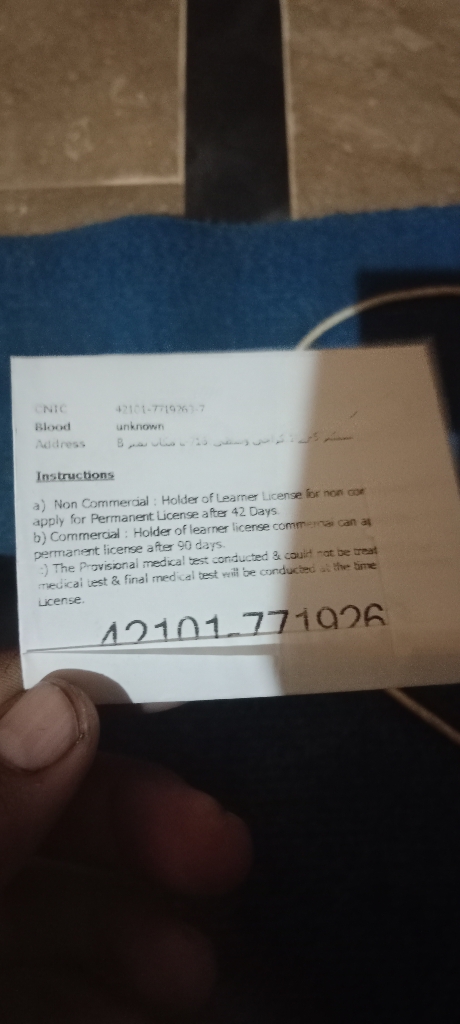 CNIC 42101-7719261-7
Blood unknown
Address
Instructions
a) Non Commercial : Holder of Learner License for non com
apply for Permanent License after 42 Days.
b) Commercial : Holder of learner license commercial can ap
permanent license after 90 days.
:) The Provisional medical test conducted & could not be treat
medical test & final medical test will be conducted at the time
License.
42101-771926